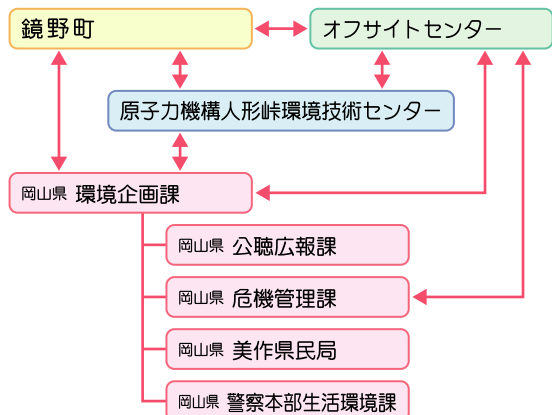 鏡野町
オフサイトセンター
原子力機構人形峠環境技術センター
岡山県 環境企画課
岡山県 公聴広報課
岡山県 危機管理課
岡山県 美作県民局
岡山県 警察本部生活環境課